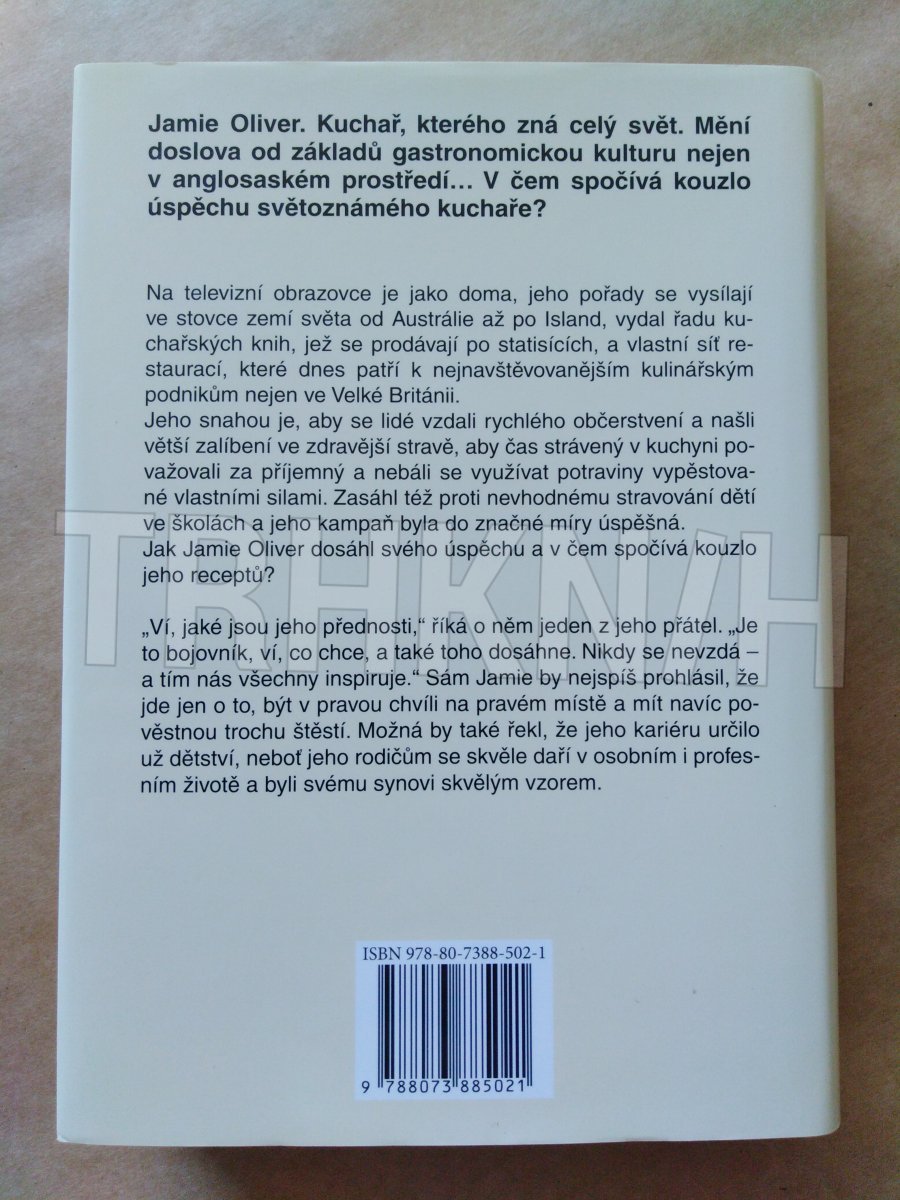 Jamie Oliver. Kuchař, kterého zná celý svět. Mění
doslova od základů gastronomickou kulturu nejen
v anglosaském prostředí... V čem spočívá kouzlo
úspěchu světoznámého kuchaře?
Na televizní obrazovce je jako doma, jeho pořady se vysílají
ve stovce zemí světa od Austrálie až po Island, vydal řadu ku-
chařských knih, jež se prodávají po statisících, a vlastní síť re-
staurací, které dnes patří k nejnavštěvovanějším kulinářským
podnikům nejen ve Velké Británii.
Jeho snahou je, aby se lidé vzdali rychlého občerstvení a našli
větší zalíbení ve zdravější stravě, aby čas strávený v kuchyni po-
važovali za příjemný a nebáli se využívat potraviny vypěstova-
né vlastními silami. Zasáhl též proti nevhodnému stravování dětí
ve školách a jeho kampaň byla do značné míry úspěšná.
Jak Jamie Oliver dosáhl svého úspěchu a v čem spočívá kouzlo
jeho receptů?
TRHKNIH
„Ví, jaké jsou jeho přednosti,“ říká o něm jeden z jeho přátel. „Je
to bojovník, ví, co chce, a také toho dosáhne. Nikdy se nevzdá –
a tím nás všechny inspiruje.“ Sám Jamie by nejspíš prohlásil, že
jde jen o to, být v pravou chvíli na pravém místě a mít navíc po-
věstnou trochu štěstí. Možná by také řekl, že jeho kariéru určilo
už dětství, neboť jeho rodičům se skvěle daří v osobním i profes-
ním životě a byli svému synovi skvělým vzorem.
ISBN 978-80-7388-502-1
9 788073 885021